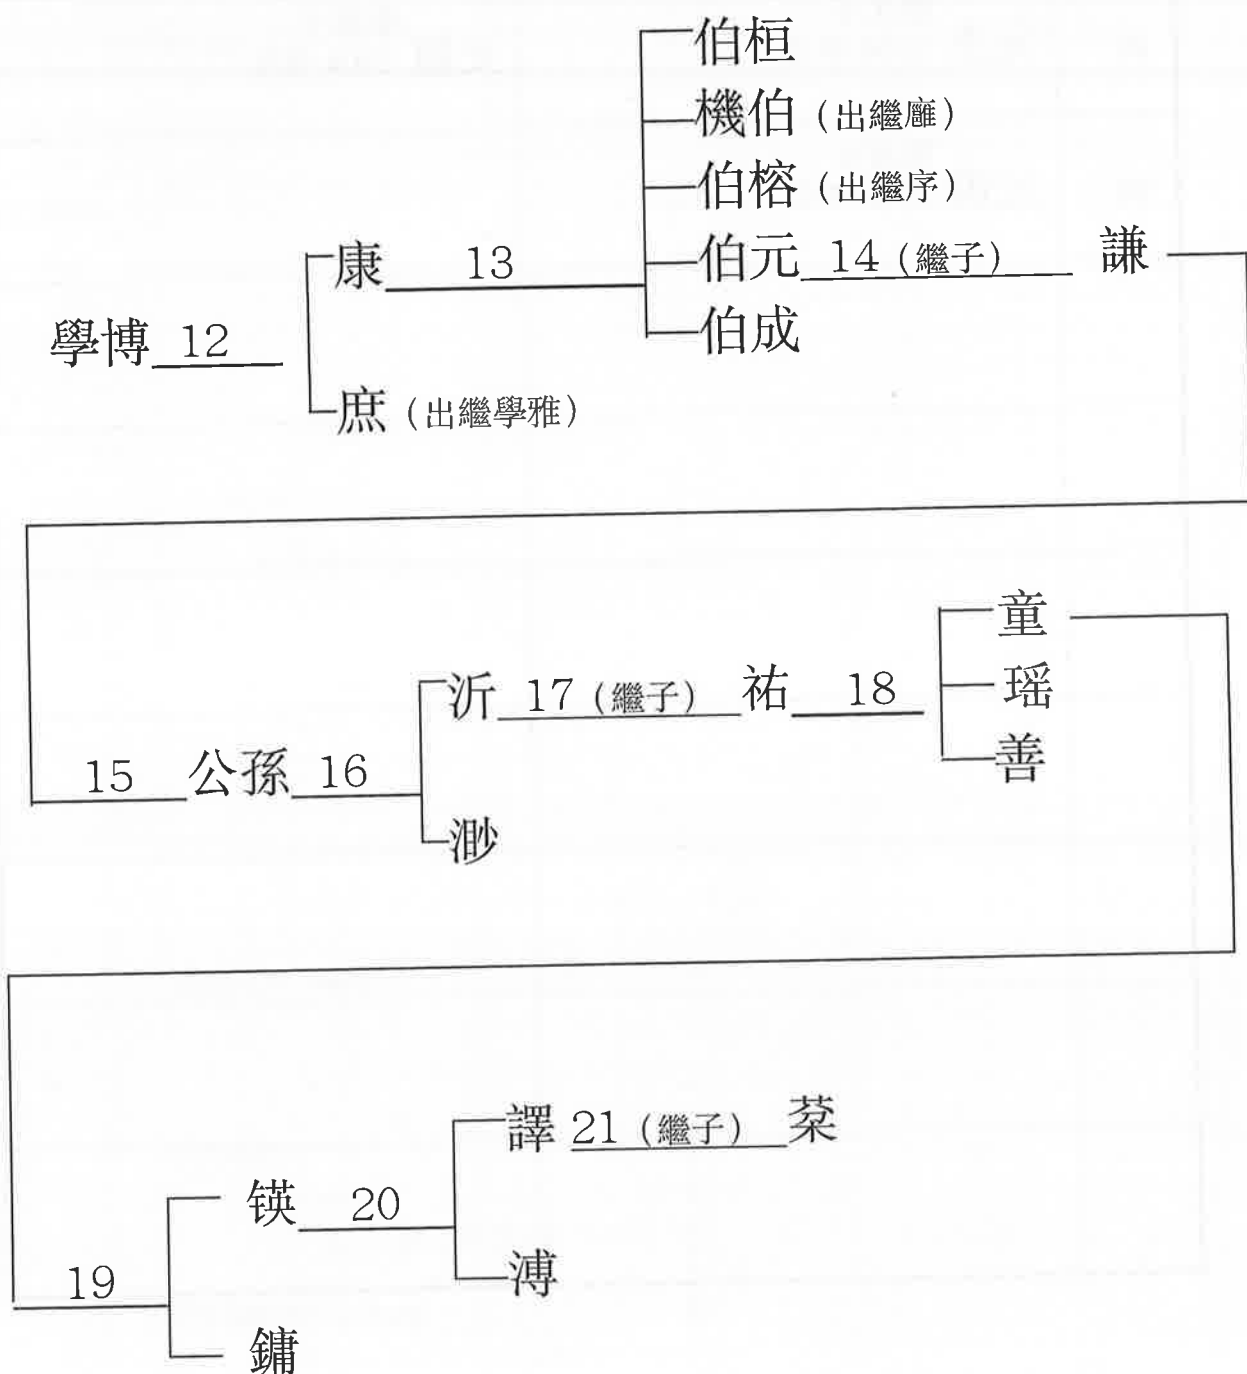 伯桓
機伯（出繼廱）
伯榕（出繼序）
康 13 伯元 14（繼子） 謙
學博 12
伯成
庶（出繼學雅）
童
沂 17（繼子） 祐 18 瑶
善
15 公孫 16
渺
譯 21（繼子） 棻
锳 20
溥
19
鏞